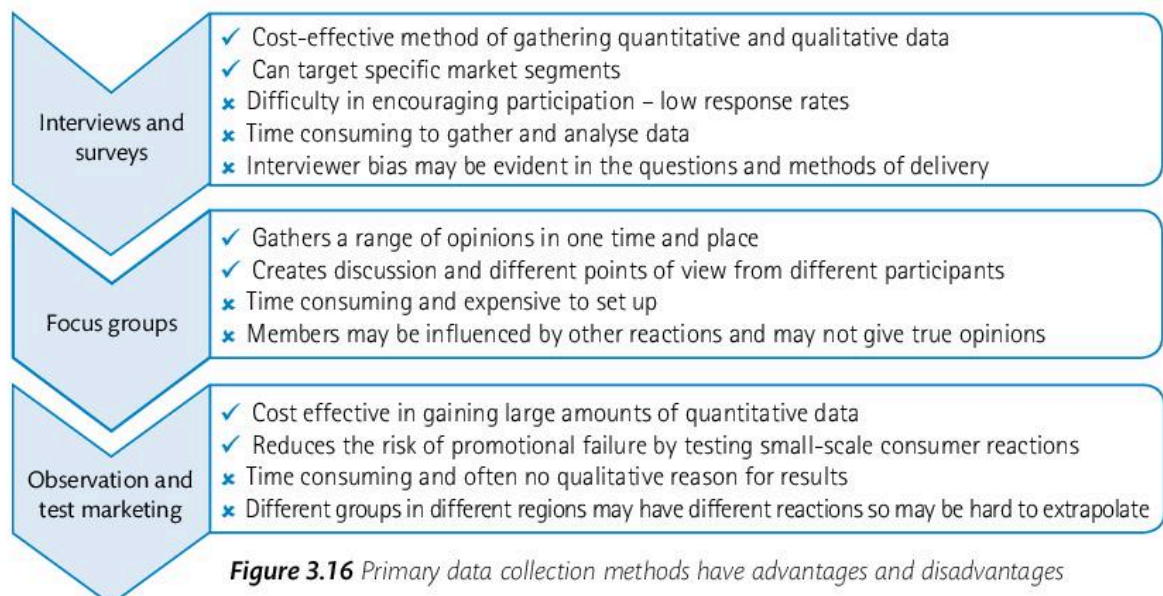 Interviews and
surveys
✓ Cost-effective method of gathering quantitative and qualitative data
✓ Can target specific market segments
× Difficulty in encouraging participation – low response rates
× Time consuming to gather and analyse data
× Interviewer bias may be evident in the questions and methods of delivery
Focus groups
✓ Gathers a range of opinions in one time and place
✓ Creates discussion and different points of view from different participants
× Time consuming and expensive to set up
× Members may be influenced by other reactions and may not give true opinions
Observation and
test marketing
✓ Cost effective in gaining large amounts of quantitative data
✓ Reduces the risk of promotional failure by testing small-scale consumer reactions
× Time consuming and often no qualitative reason for results
× Different groups in different regions may have different reactions so may be hard to extrapolate
Figure 3.16 Primary data collection methods have advantages and disadvantages